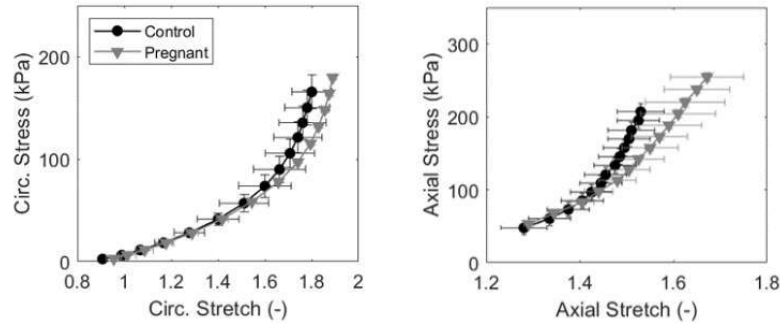 Control
Pregnant
Circ. Stress (kPa)
200
100
0
0.8 1 1.2 1.4 1.6 1.8 2
Circ. Stretch (-)
Axial Stress (kPa)
300
200
100
0
1.2 1.4 1.6 1.8
Axial Stretch (-)